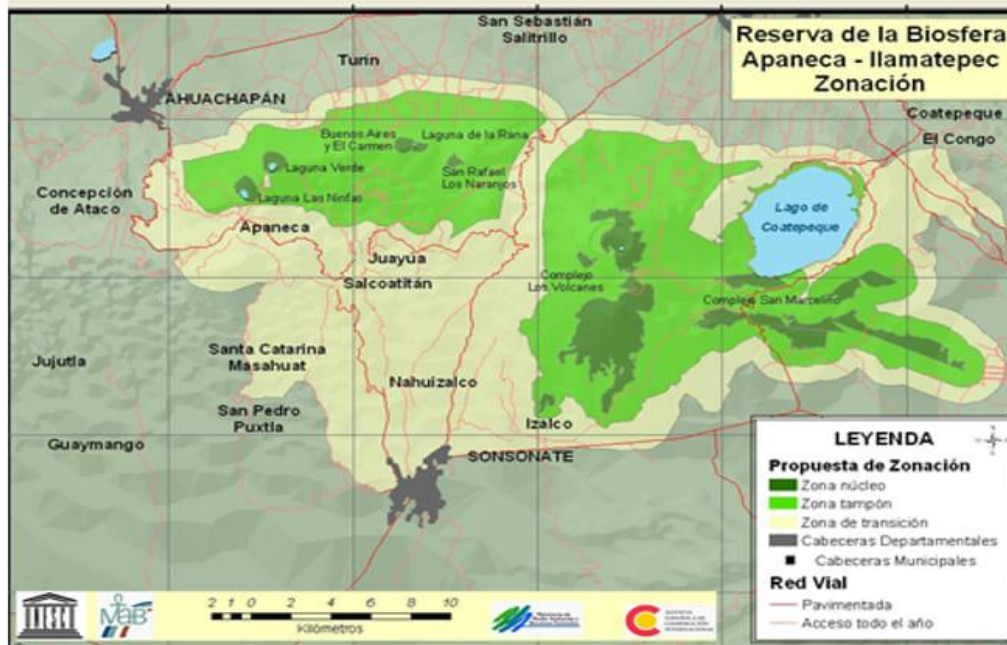 Reserva de la Biosfera
Apaneca - Ilamatepec
Zonación
San Sebastián
Salitrillo
Turín
AHUACHAPÁN
Coatepeque
El Congo
Buenos Aires
y El Carmen
Laguna de la Rana
Laguna Verde
San Rafael
Los Naranjos
Laguna Las Ninfas
Concepción
de Ataco
Apaneca
Lago de
Coatepeque
Juayúa
Salcoatitán
Complejo
Los Volcanes
Complejo San Marcelino
Jujutla
Santa Catarina
Masahuat
Nahuizalco
San Pedro
Puxtla
Izalco
Guaymango
SONSONATE
LEYENDA
Propuesta de Zonación
Zona núcleo
Zona tampón
Zona de transición
Cabeceras Departamentales
Cabeceras Municipales
Red Vial
Pavimentada
Acceso todo el año
2 1 0 2 4 6 8 10
Kilómetros
MaB